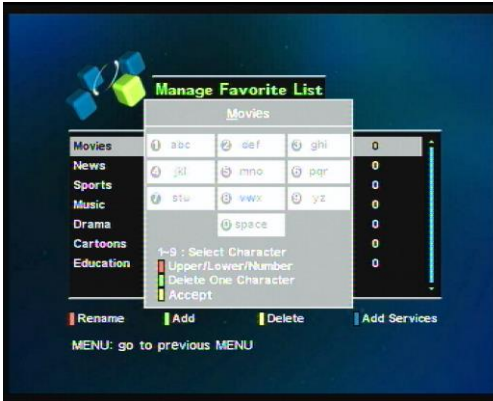 Manage Favorite List
Movies
① abc ② def ③ ghi
④ jkl ⑤ mno ⑥ pqr
⑦ stu ⑧ vwx ⑨ yz
⓪ space
1~9 : Select Character
Upper/Lower/Number
Delete One Character
Accept
Movies 0
News 0
Sports 0
Music 0
Drama 0
Cartoons 0
Education 0
Rename Add Delete Add Services
MENU: go to previous MENU